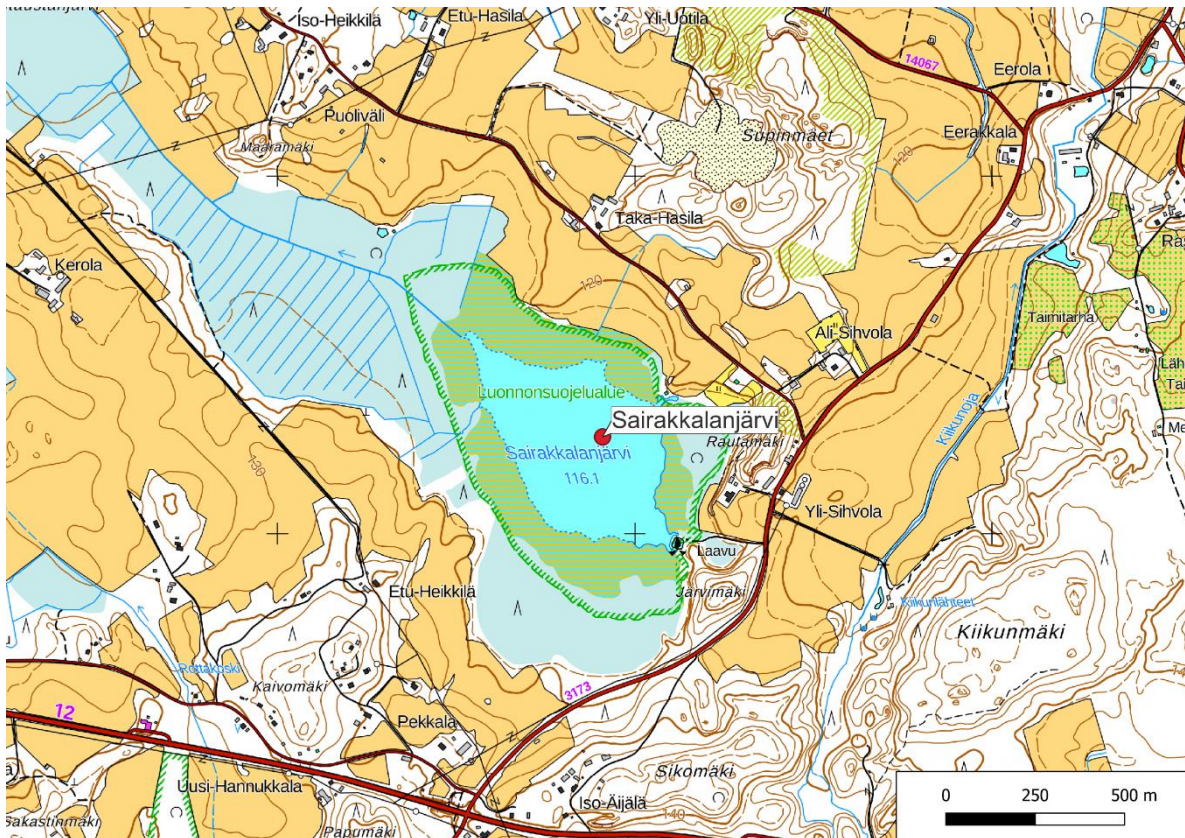 Iso-Heikkilä
Etu-Hasila
Yli-Uotila
14067
Eerola
Puoliväli
Eerakkala
Supinmäet
Määrämäki
120
Taka-Hasila
Kerola
120
Taimitarha
Ali-Sihvola
Luonnonsuojelualue
Sairakkalanjärvi
Kiikunoja
Rautamäki
Sairakkalanjärvi
130
116.1
Yli-Sihvola
Laavu
Etu-Heikkilä
Järvimäki
Kiikunlähteet
Kiikunmäki
Rottakoski
Kaivomäki
3173
12
Pekkala
Sikomäki
Uusi-Hannukkala
Iso-Äijälä
0 250 500 m
Sakastinmäki
Papumäki
140